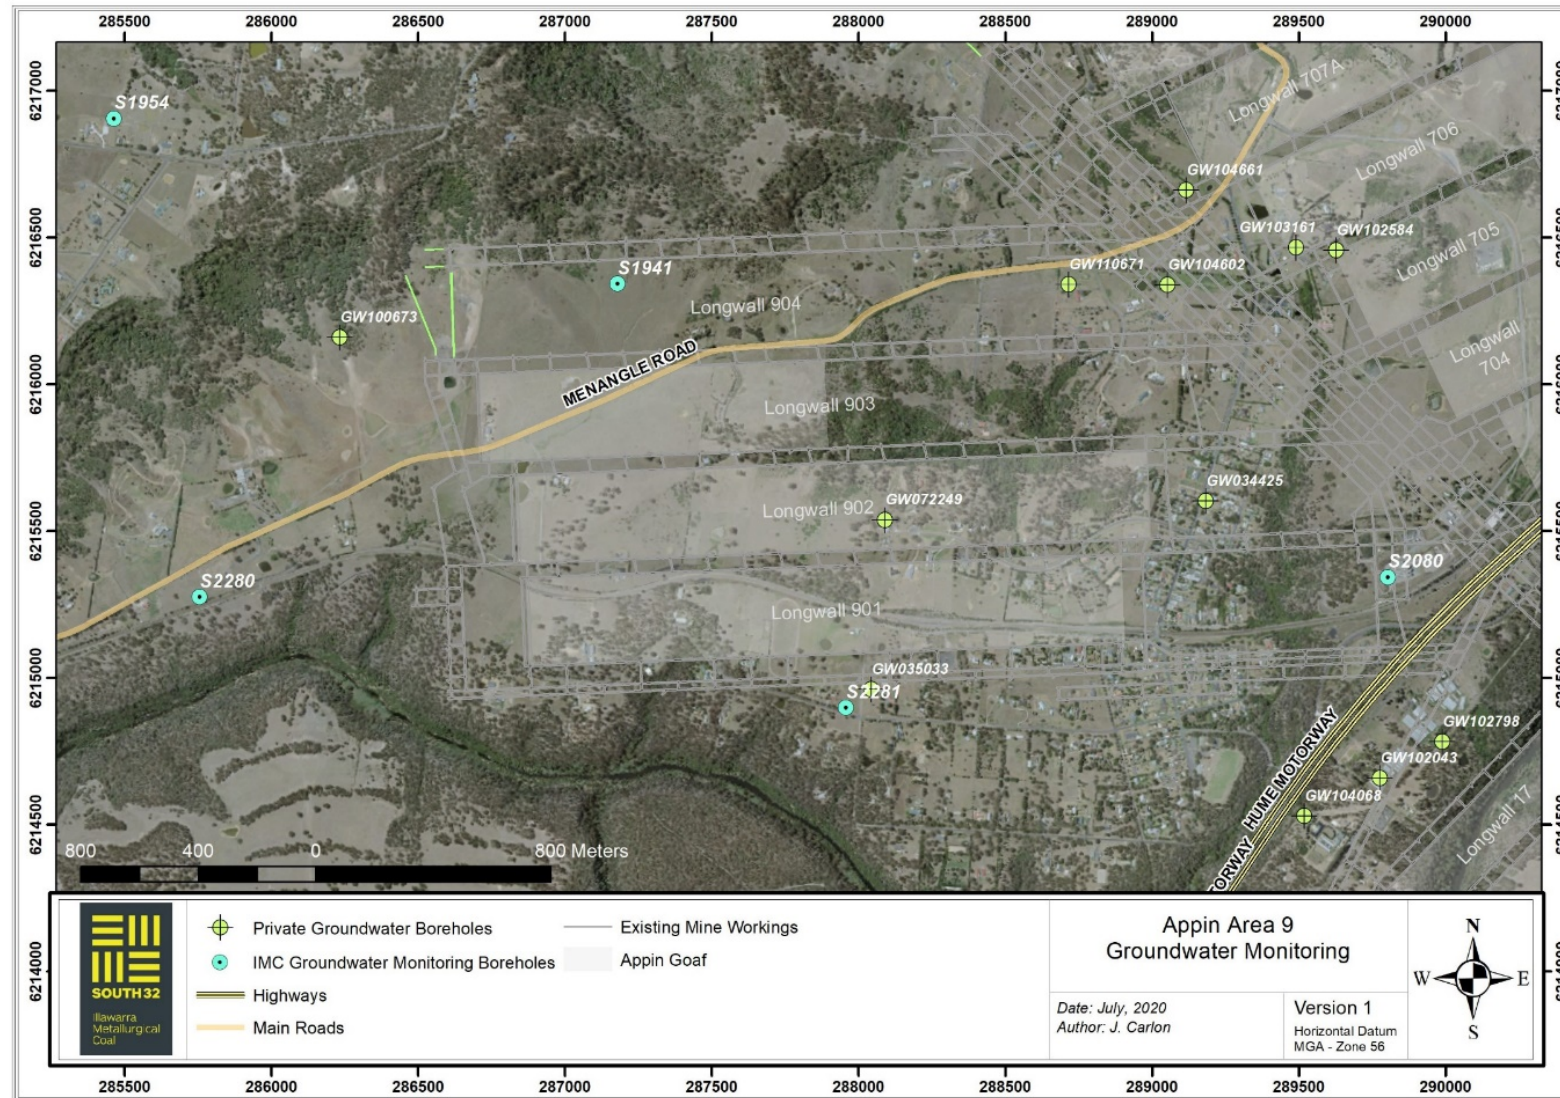 285500 286000 286500 287000 287500 288000 288500 289000 289500 290000
6217000
6216500
6216000
6215500
6215000
6214500
6214000
S1954
Longwall 707A
Longwall 706
GW104661
GW103161
GW102584
Longwall 705
S1941
GW110671
GW104602
Longwall 904
GW100673
Longwall
704
MENANGLE ROAD
Longwall 903
GW034425
GW072249
Longwall 902
S2280
S2080
Longwall 901
GW035033
S2281
GW102798
GW102043
HUME MOTORWAY
GW104068
Longwall 17
800 400 0 800 Meters
SOUTH32
Illawarra
Metallurgical
Coal
Private Groundwater Boreholes
IMC Groundwater Monitoring Boreholes
Highways
Main Roads
Existing Mine Workings
Appin Goaf
Appin Area 9
Groundwater Monitoring
Date: July, 2020
Author: J. Carlon
Version 1
Horizontal Datum
MGA - Zone 56
N
W E
S
285500 286000 286500 287000 287500 288000 288500 289000 289500 290000